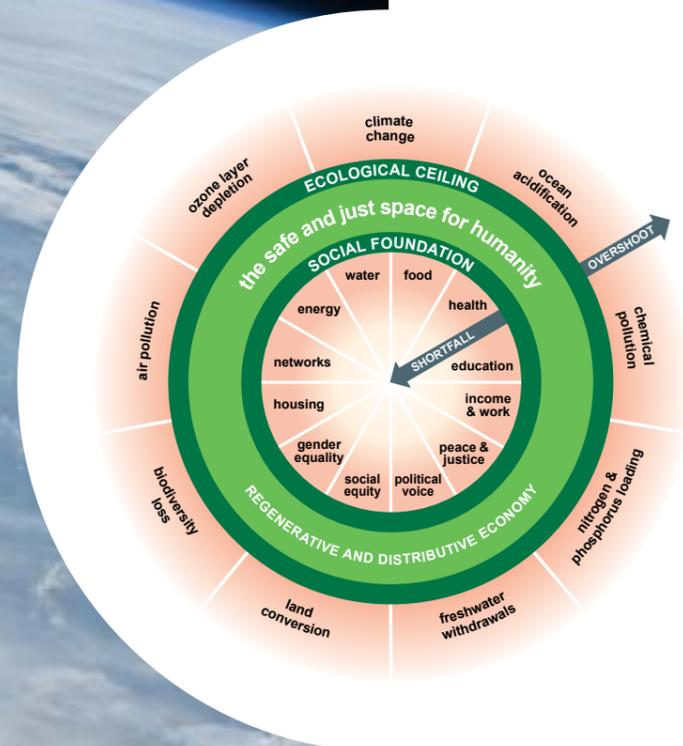 climate
change
ocean
acidification
OVERSHOOT
chemical
pollution
nitrogen &
phosphorus loading
freshwater
withdrawals
land
conversion
biodiversity
loss
air pollution
ozone layer
depletion
ECOLOGICAL CEILING
the safe and just space for humanity
SOCIAL FOUNDATION
water
food
health
SHORTFALL
education
income
& work
peace &
justice
political
voice
social
equity
gender
equality
housing
networks
energy
REGENERATIVE AND DISTRIBUTIVE ECONOMY